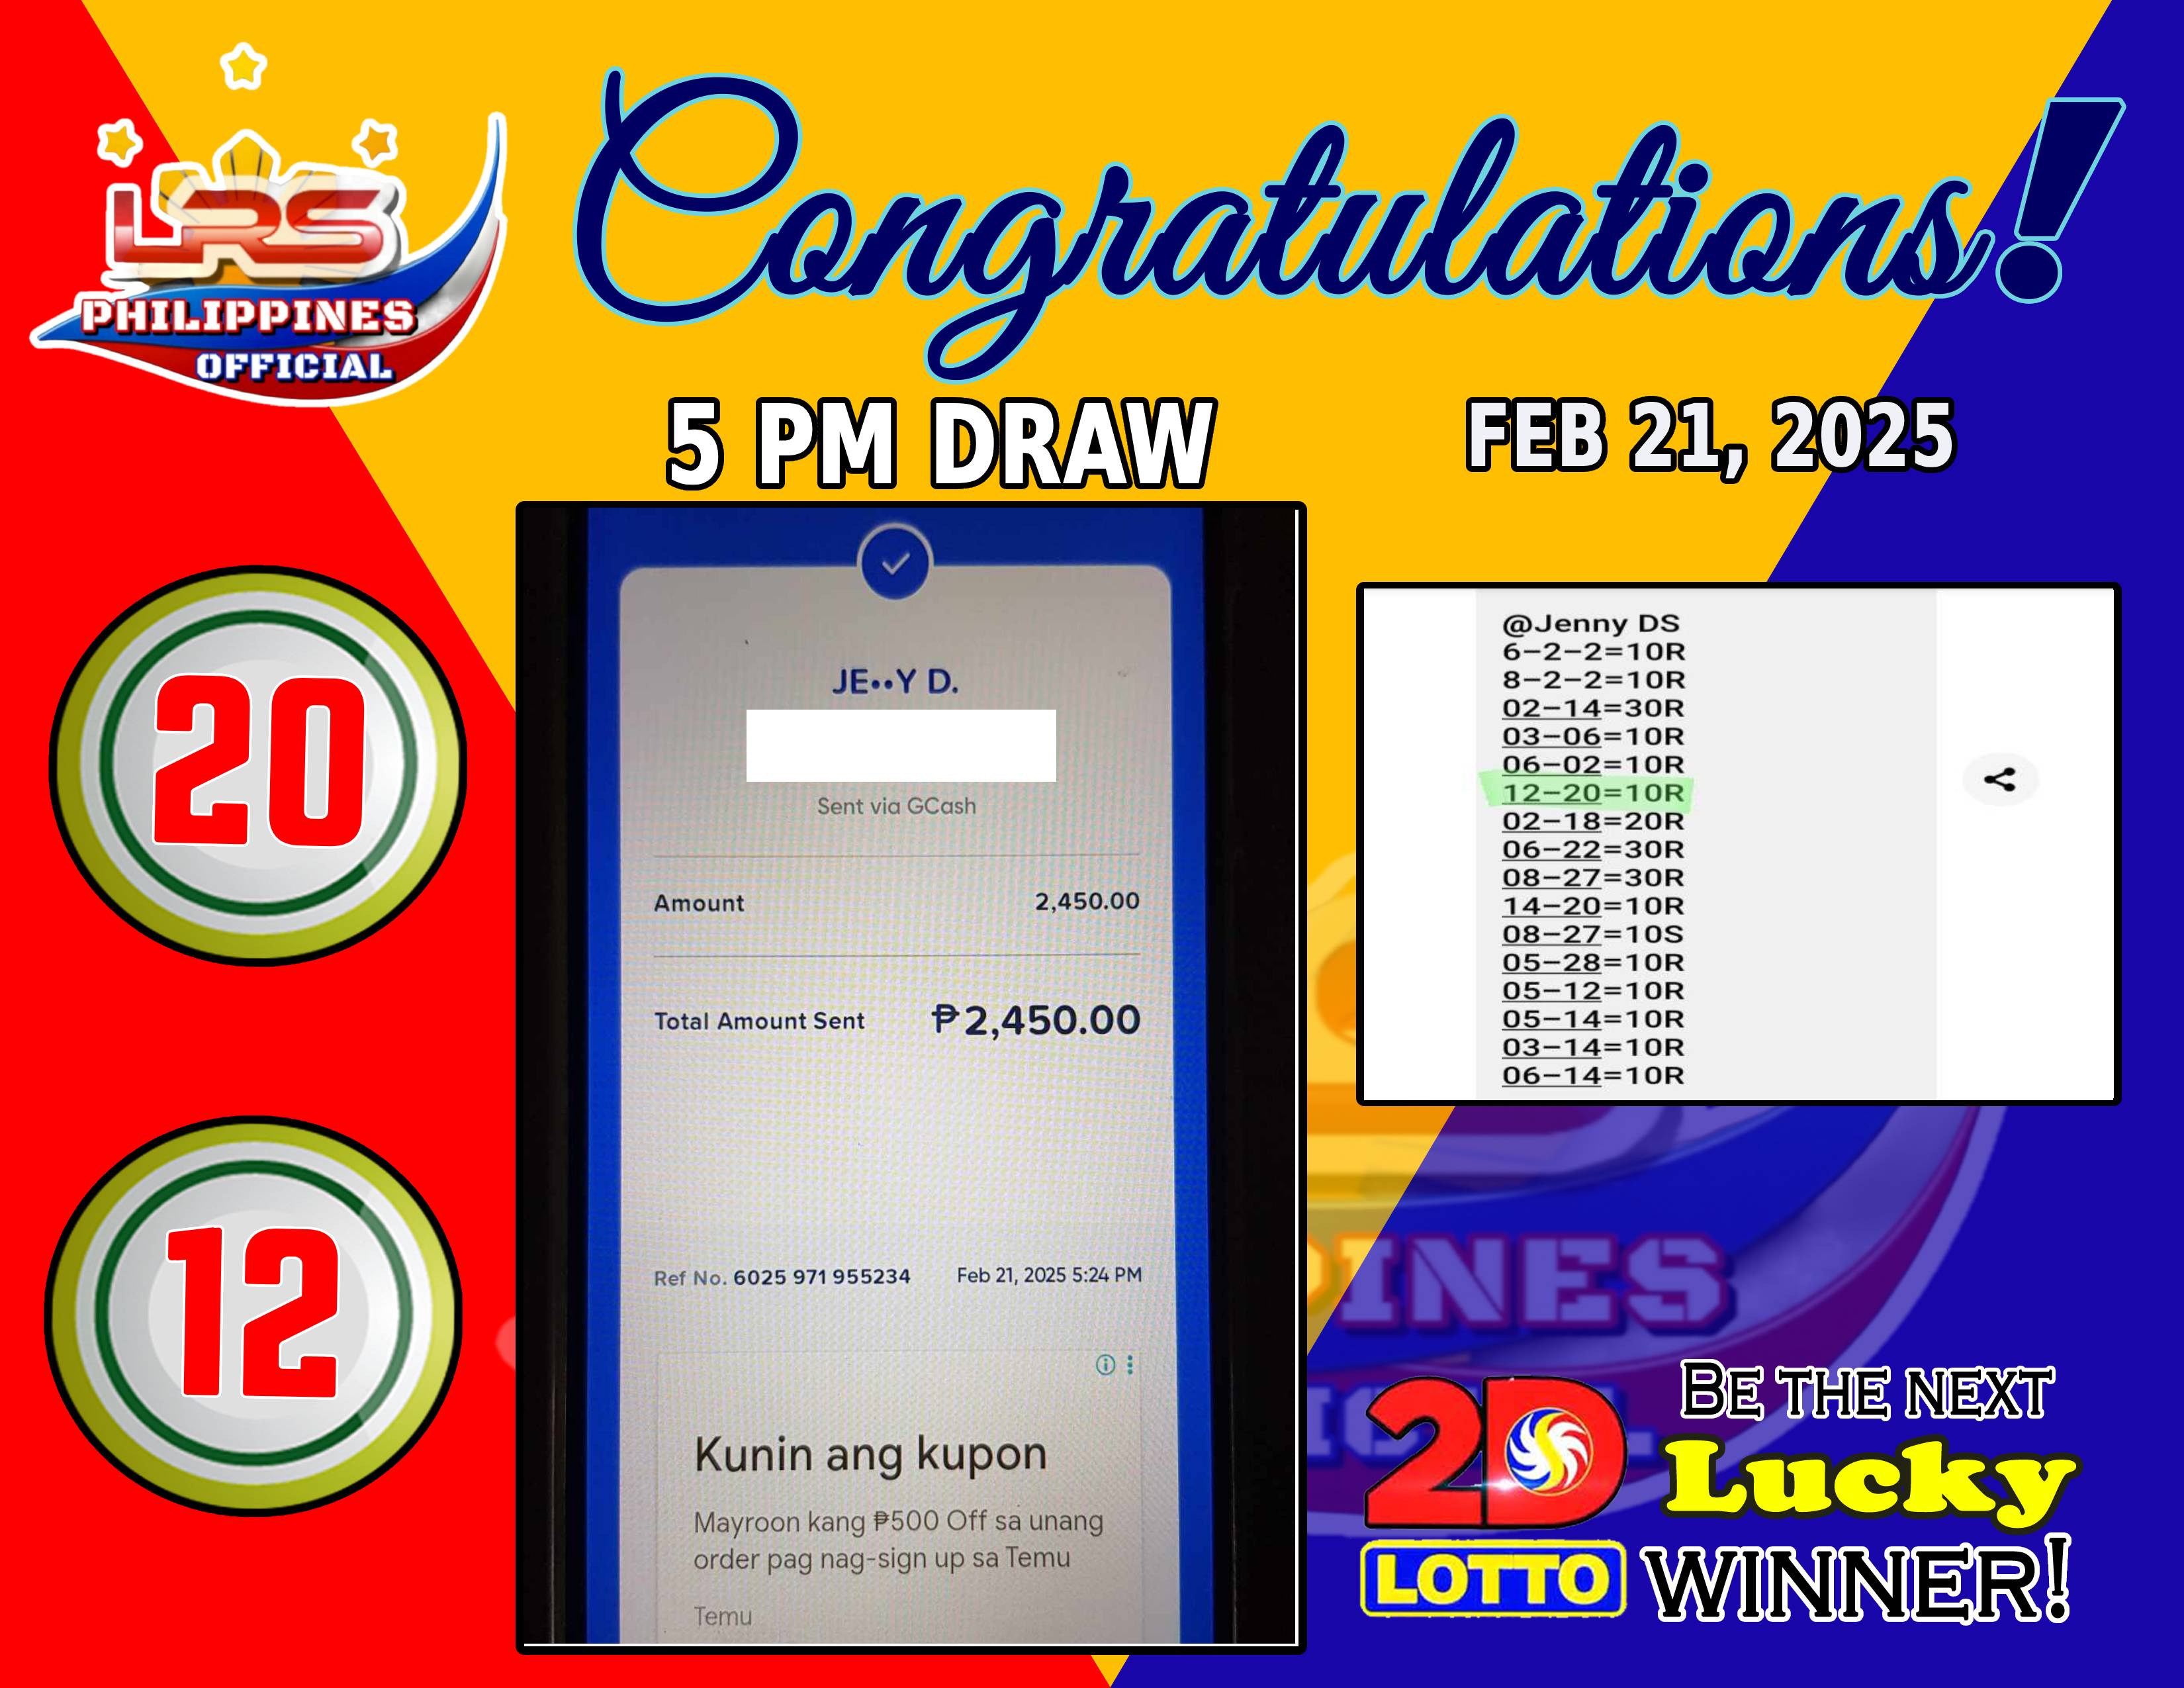 LRS
PHILIPPINES
OFFICIAL
Congratulations!
5 PM DRAW
FEB 21, 2025
20
12
JE••Y D.
Sent via GCash
Amount 2,450.00
Total Amount Sent ₱2,450.00
Ref No. 6025 971 955234 Feb 21, 2025 5:24 PM
Kunin ang kupon
Mayroon kang ₱500 Off sa unang
order pag nag-sign up sa Temu
Temu
@Jenny DS
6-2-2=10R
8-2-2=10R
02-14=30R
03-06=10R
06-02=10R
12-20=10R
02-18=20R
06-22=30R
08-27=30R
14-20=10R
08-27=10S
05-28=10R
05-12=10R
05-14=10R
03-14=10R
06-14=10R
PINES
2D
LOTTO
BE THE NEXT
Lucky
WINNER!